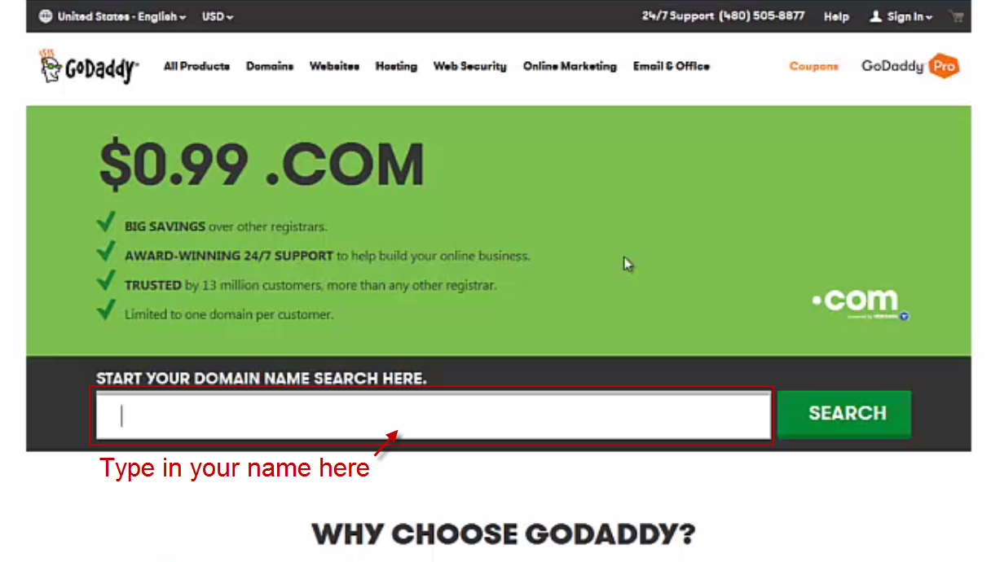 United States - English USD 24/7 Support (480) 505-8877 Help Sign In
GoDaddy All Products Domains Websites Hosting Web Security Online Marketing Email & Office Coupons GoDaddy Pro
$0.99 .COM
BIG SAVINGS over other registrars.
AWARD-WINNING 24/7 SUPPORT to help build your online business.
TRUSTED by 13 million customers, more than any other registrar.
Limited to one domain per customer.
.com
START YOUR DOMAIN NAME SEARCH HERE.
SEARCH
Type in your name here
WHY CHOOSE GODADDY?